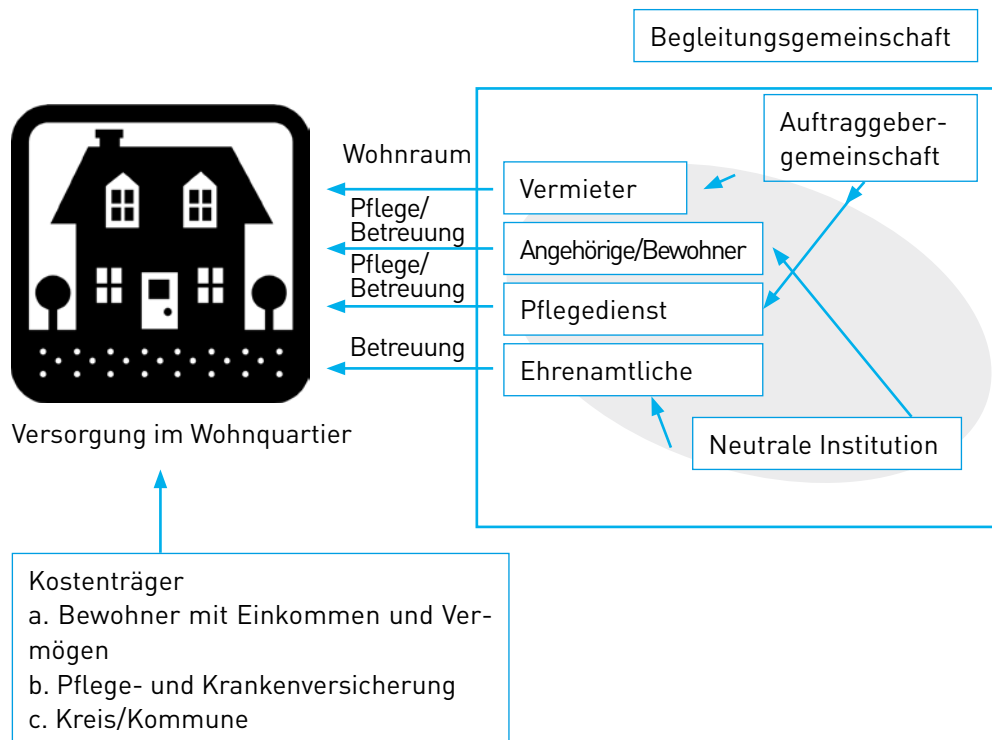 Begleitungsgemeinschaft
Auftraggeber-
gemeinschaft
Wohnraum
Vermieter
Pflege/
Betreuung
Angehörige/Bewohner
Pflege/
Betreuung
Pflegedienst
Betreuung
Ehrenamtliche
Neutrale Institution
Versorgung im Wohnquartier
Kostenträger
a. Bewohner mit Einkommen und Ver-
mögen
b. Pflege- und Krankenversicherung
c. Kreis/Kommune